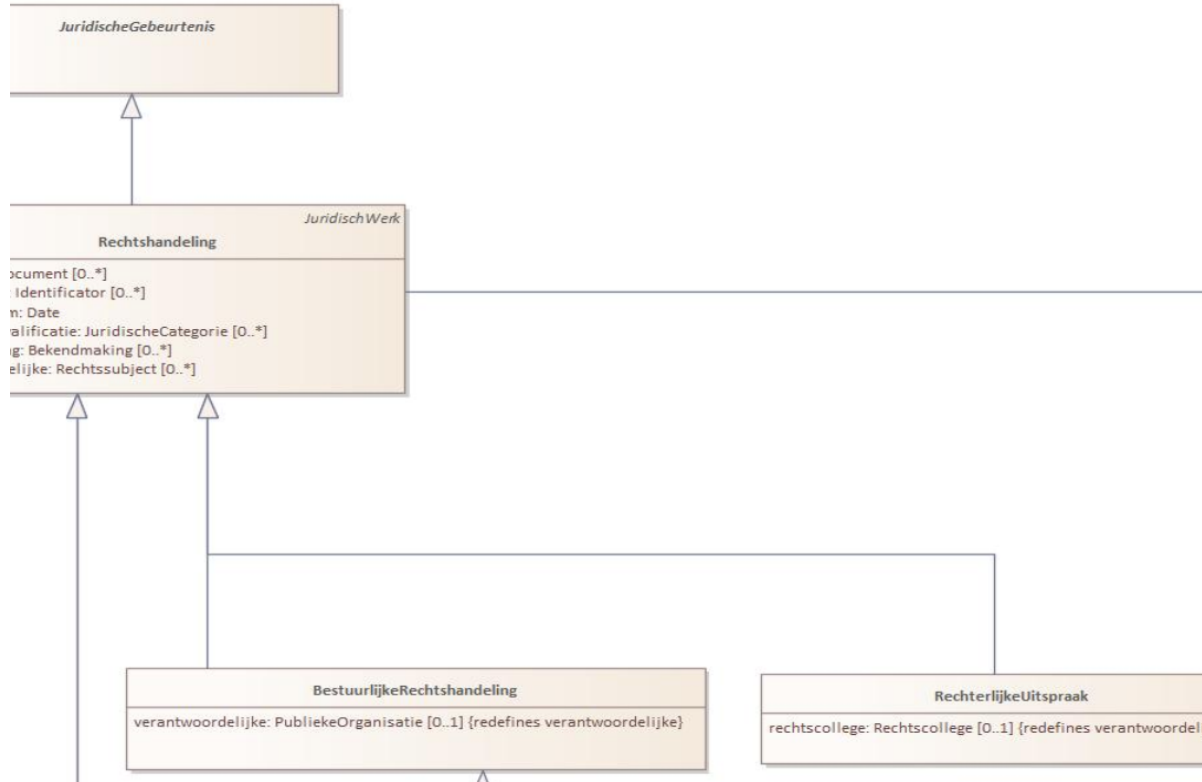 JuridischeGebeurtenis
JuridischWerk
Rechtshandeling
ocument [0..*]
: Identificator [0..*]
m: Date
alificatie: JuridischeCategorie [0..*]
g: Bekendmaking [0..*]
elijke: Rechtssubject [0..*]
BestuurlijkeRechtshandeling
verantwoordelijke: PubliekeOrganisatie [0..1] {redefines verantwoordelijke}
RechterlijkeUitspraak
rechtscollege: Rechtscollege [0..1] {redefines verantwoordeli